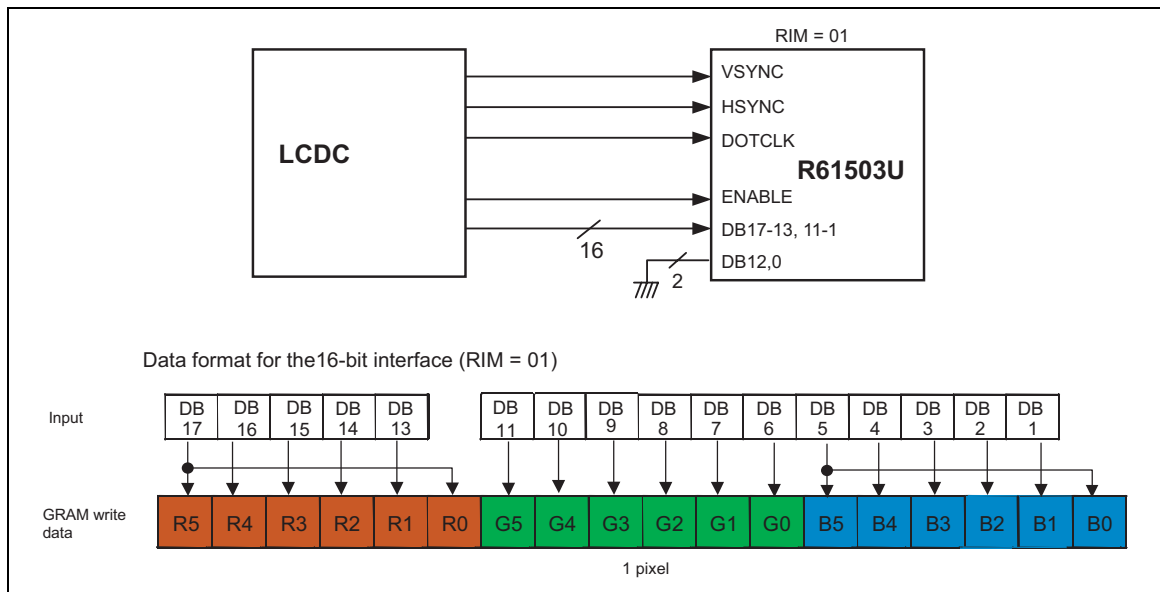 RIM = 01
VSYNC
HSYNC
DOTCLK
LCDC
R61503U
ENABLE
DB17-13, 11-1
16
DB12,0
2
Data format for the16-bit interface (RIM = 01)
Input
DB 17 DB 16 DB 15 DB 14 DB 13 DB 11 DB 10 DB 9 DB 8 DB 7 DB 6 DB 5 DB 4 DB 3 DB 2 DB 1
GRAM write data
R5 R4 R3 R2 R1 R0 G5 G4 G3 G2 G1 G0 B5 B4 B3 B2 B1 B0
1 pixel